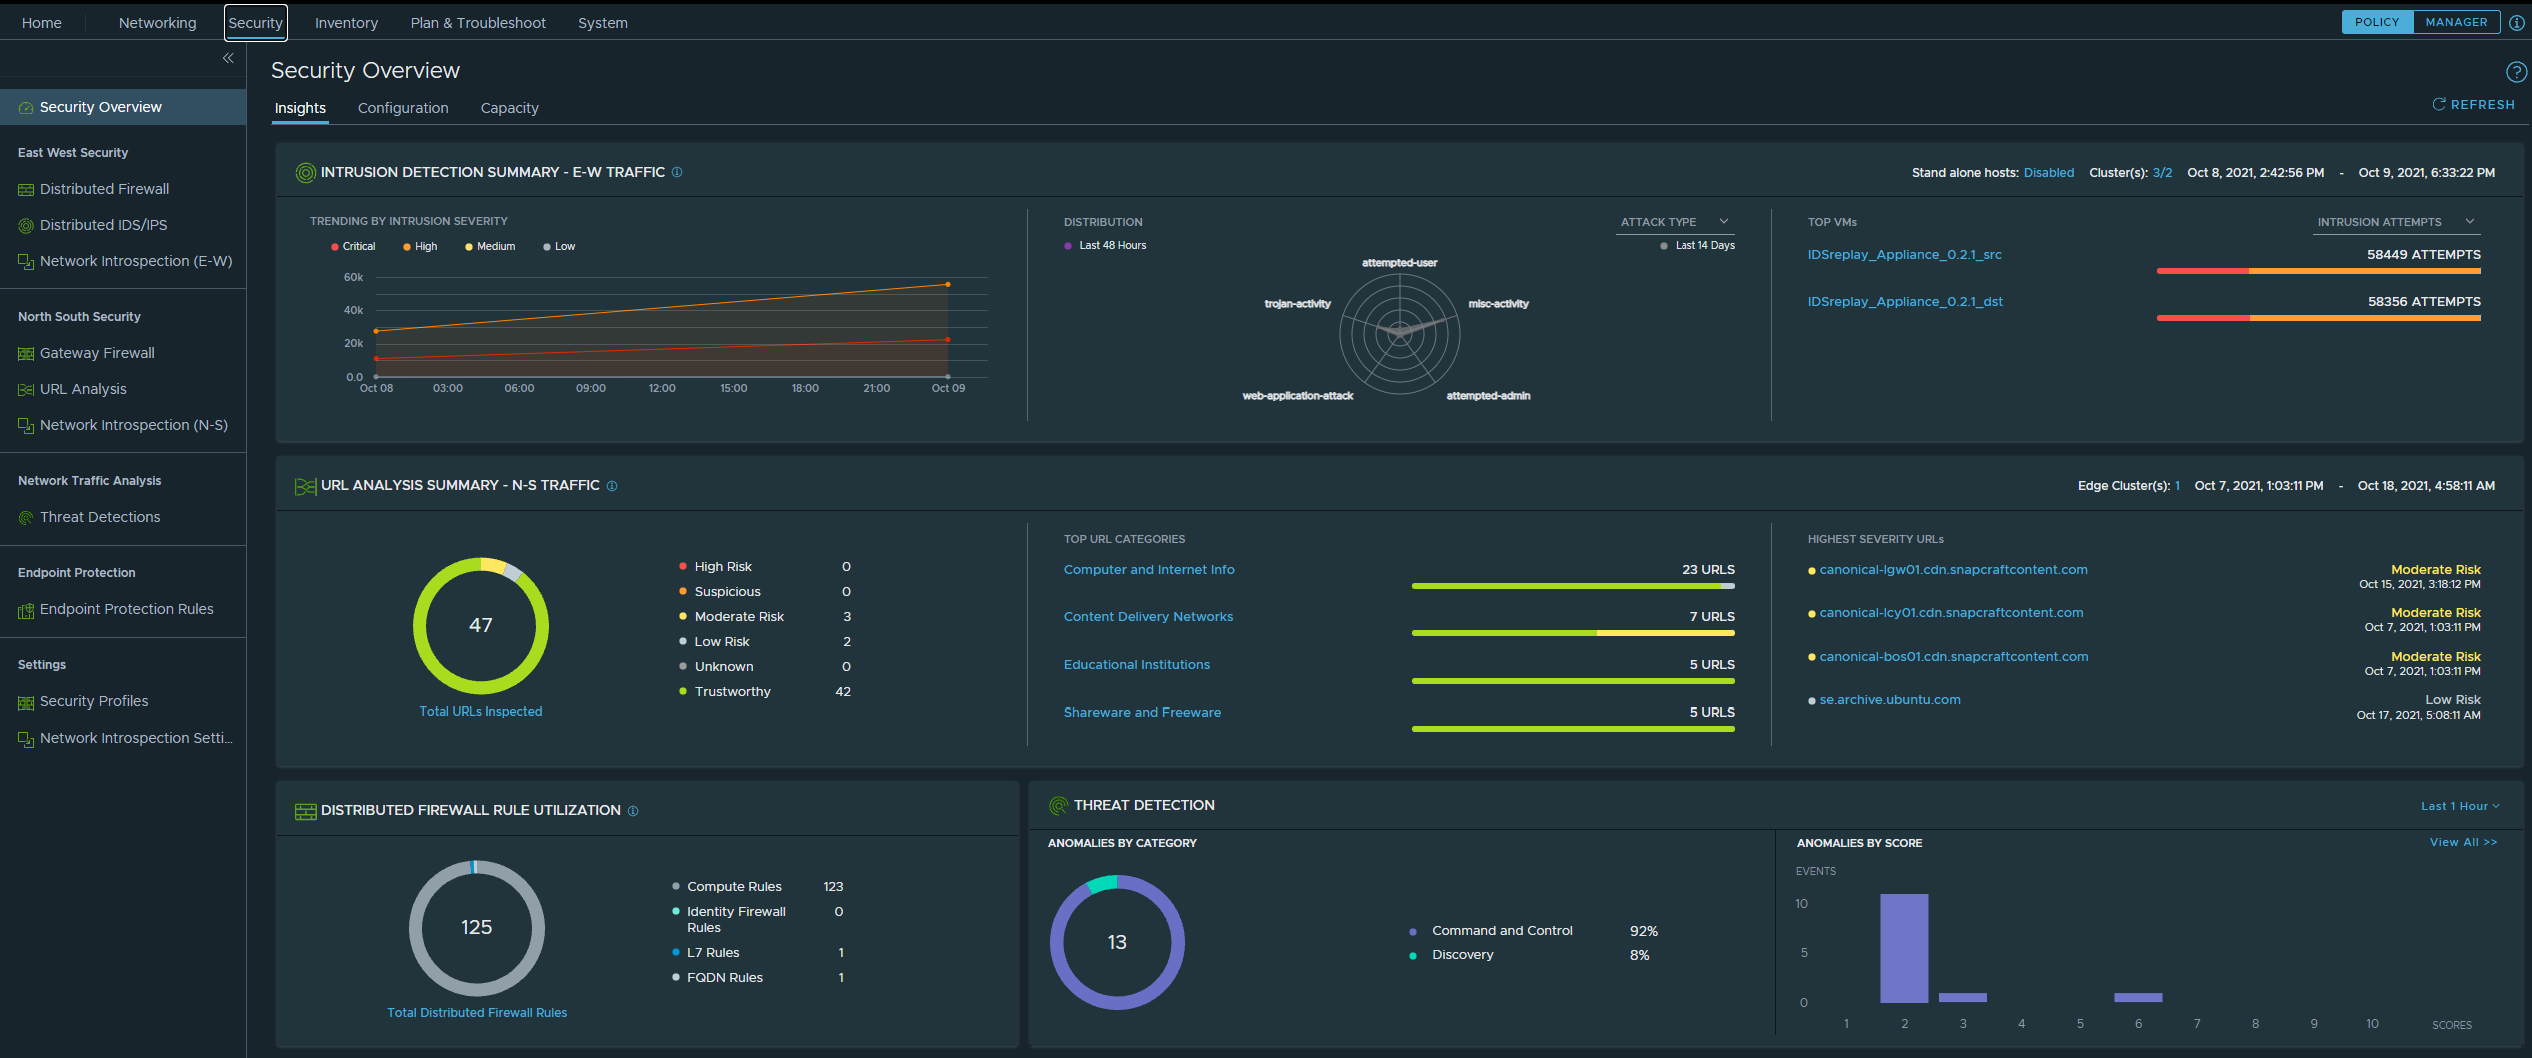 Home
Networking
Security
Inventory
Plan & Troubleshoot
System
POLICY
MANAGER
Security Overview
East West Security
Distributed Firewall
Distributed IDS/IPS
Network Introspection (E-W)
North South Security
Gateway Firewall
URL Analysis
Network Introspection (N-S)
Network Traffic Analysis
Threat Detections
Endpoint Protection
Endpoint Protection Rules
Settings
Security Profiles
Network Introspection Setti...
Security Overview
Insights
Configuration
Capacity
REFRESH
INTRUSION DETECTION SUMMARY - E-W TRAFFIC
Stand alone hosts: Disabled Cluster(s): 3/2 Oct 8, 2021, 2:42:56 PM - Oct 9, 2021, 6:33:22 PM
TRENDING BY INTRUSION SEVERITY
Critical High Medium Low
60k
40k
20k
0.0
Oct 08 03:00 06:00 09:00 12:00 15:00 18:00 21:00 Oct 09
DISTRIBUTION
ATTACK TYPE
Last 48 Hours
Last 14 Days
attempted-user
trojan-activity
misc-activity
web-application-attack
attempted-admin
TOP VMs
INTRUSION ATTEMPTS
IDSreplay_Appliance_0.2.1_src
58449 ATTEMPTS
IDSreplay_Appliance_0.2.1_dst
58356 ATTEMPTS
URL ANALYSIS SUMMARY - N-S TRAFFIC
Edge Cluster(s): 1 Oct 7, 2021, 1:03:11 PM - Oct 18, 2021, 4:58:11 AM
47
Total URLs Inspected
High Risk 0
Suspicious 0
Moderate Risk 3
Low Risk 2
Unknown 0
Trustworthy 42
TOP URL CATEGORIES
Computer and Internet Info 23 URLS
Content Delivery Networks 7 URLS
Educational Institutions 5 URLS
Shareware and Freeware 5 URLS
HIGHEST SEVERITY URLs
canonical-lgw01.cdn.snapcraftcontent.com Moderate Risk
Oct 15, 2021, 3:18:12 PM
canonical-lcy01.cdn.snapcraftcontent.com Moderate Risk
Oct 7, 2021, 1:03:11 PM
canonical-bos01.cdn.snapcraftcontent.com Moderate Risk
Oct 7, 2021, 1:03:11 PM
se.archive.ubuntu.com Low Risk
Oct 17, 2021, 5:08:11 AM
DISTRIBUTED FIREWALL RULE UTILIZATION
125
Total Distributed Firewall Rules
Compute Rules 123
Identity Firewall 0
Rules
L7 Rules 1
FQDN Rules 1
THREAT DETECTION
Last 1 Hour
ANOMALIES BY CATEGORY
13
Command and Control 92%
Discovery 8%
ANOMALIES BY SCORE
View All >>
EVENTS
10
5
0
1 2 3 4 5 6 7 8 9 10 SCORES